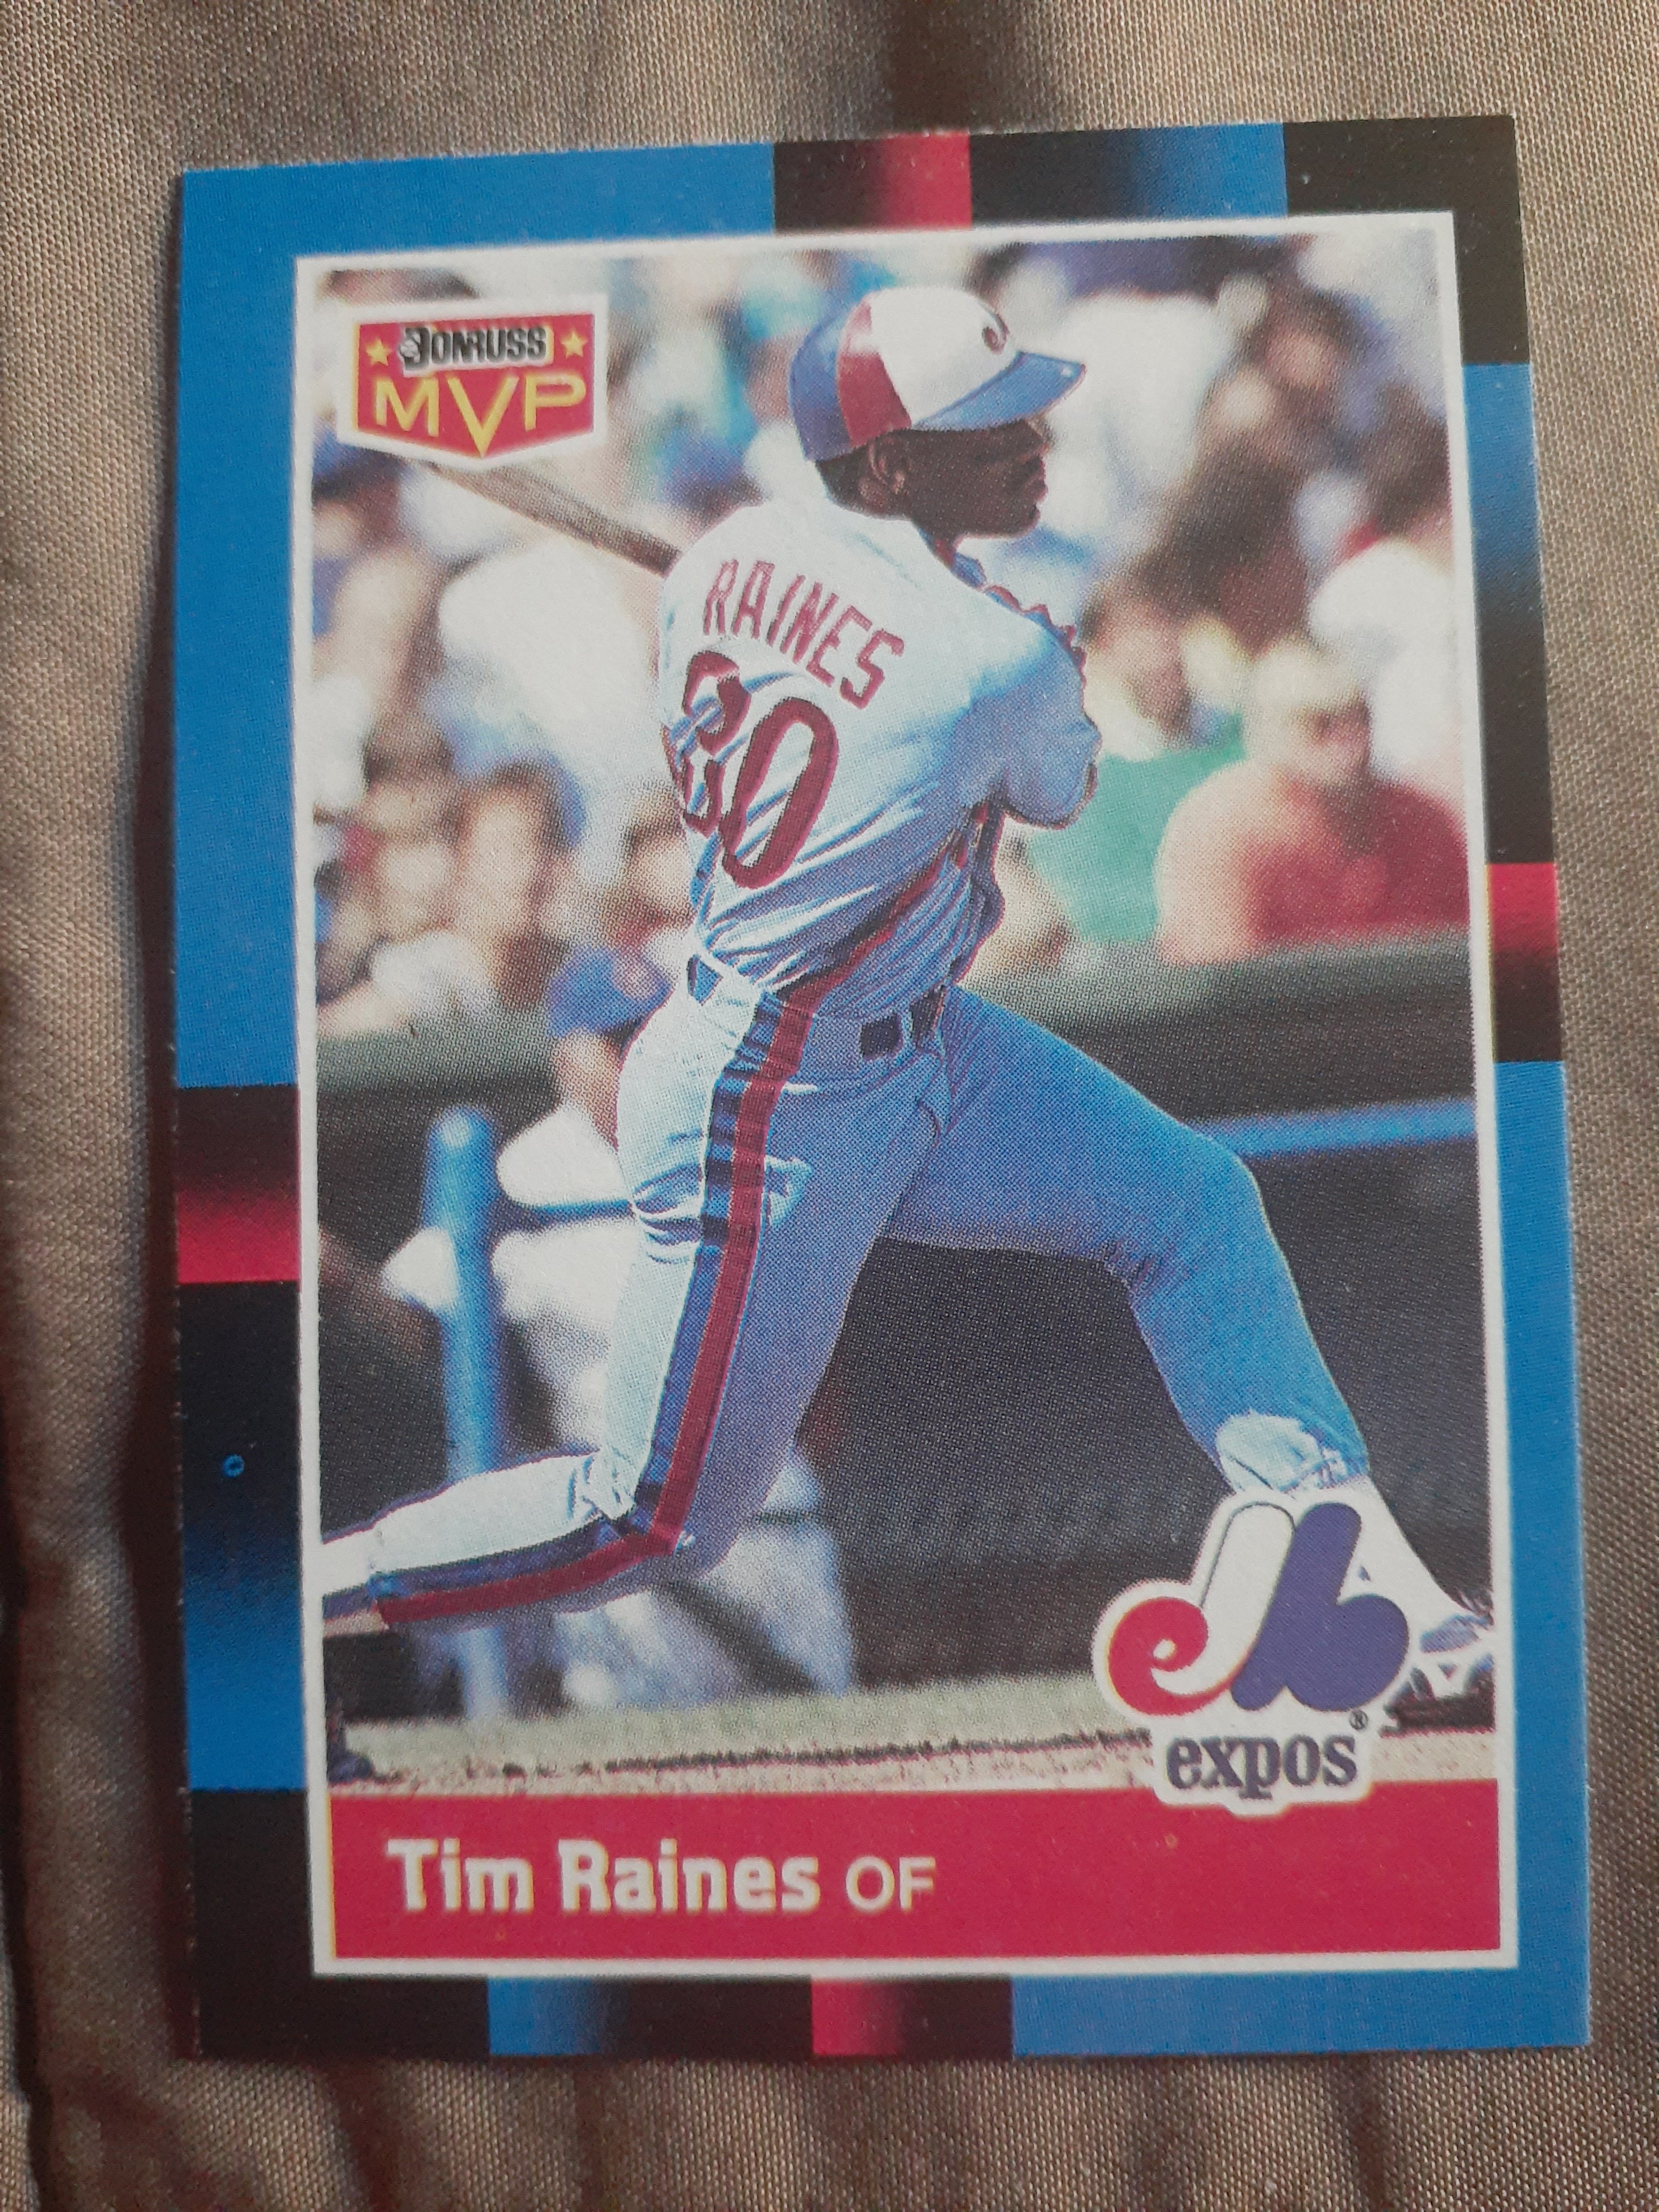 DONRUSS
MVP
RAINES
30
expos®
Tim Raines OF